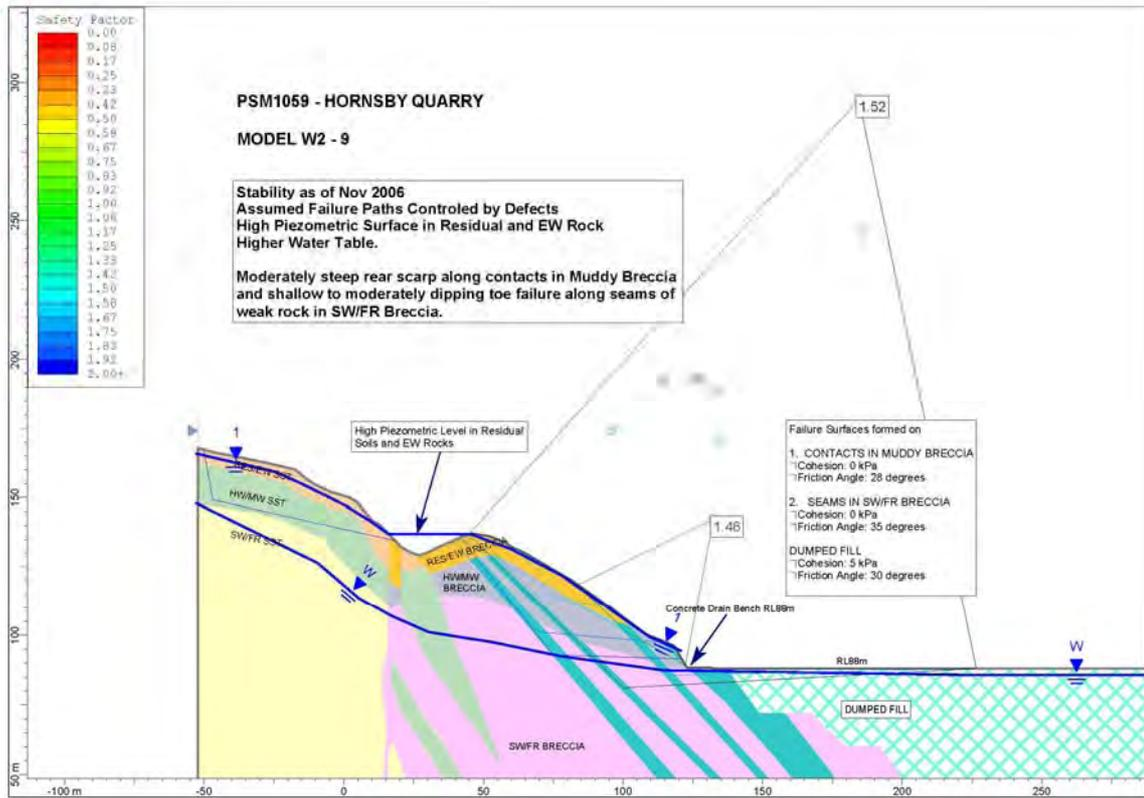 Safety Factor
0.00
0.08
0.17
0.25
0.33
0.42
0.50
0.58
0.67
0.75
0.83
0.92
1.00
1.08
1.17
1.25
1.33
1.42
1.50
1.58
1.67
1.75
1.83
1.92
2.00+
PSM1059 - HORNSBY QUARRY
MODEL W2 - 9
Stability as of Nov 2006
Assumed Failure Paths Controled by Defects
High Piezometric Surface in Residual and EW Rock
Higher Water Table.
Moderately steep rear scarp along contacts in Muddy Breccia
and shallow to moderately dipping toe failure along seams of
weak rock in SW/FR Breccia.
1.52
High Piezometric Level in Residual
Soils and EW Rocks
Failure Surfaces formed on
1. CONTACTS IN MUDDY BRECCIA
Cohesion: 0 kPa
Friction Angle: 28 degrees
2. SEAMS IN SW/FR BRECCIA
Cohesion: 0 kPa
Friction Angle: 35 degrees
DUMPED FILL
Cohesion: 5 kPa
Friction Angle: 30 degrees
1
RES/EW SST
HW/MW SST
SW/FR SST
W
RES/EW BRECCIA
HW/MW
BRECCIA
1.46
Concrete Drain Bench RL88m
1
RL88m
W
DUMPED FILL
SW/FR BRECCIA
300
250
200
150
100
50 m
-100 m
-50
0
50
100
150
200
250